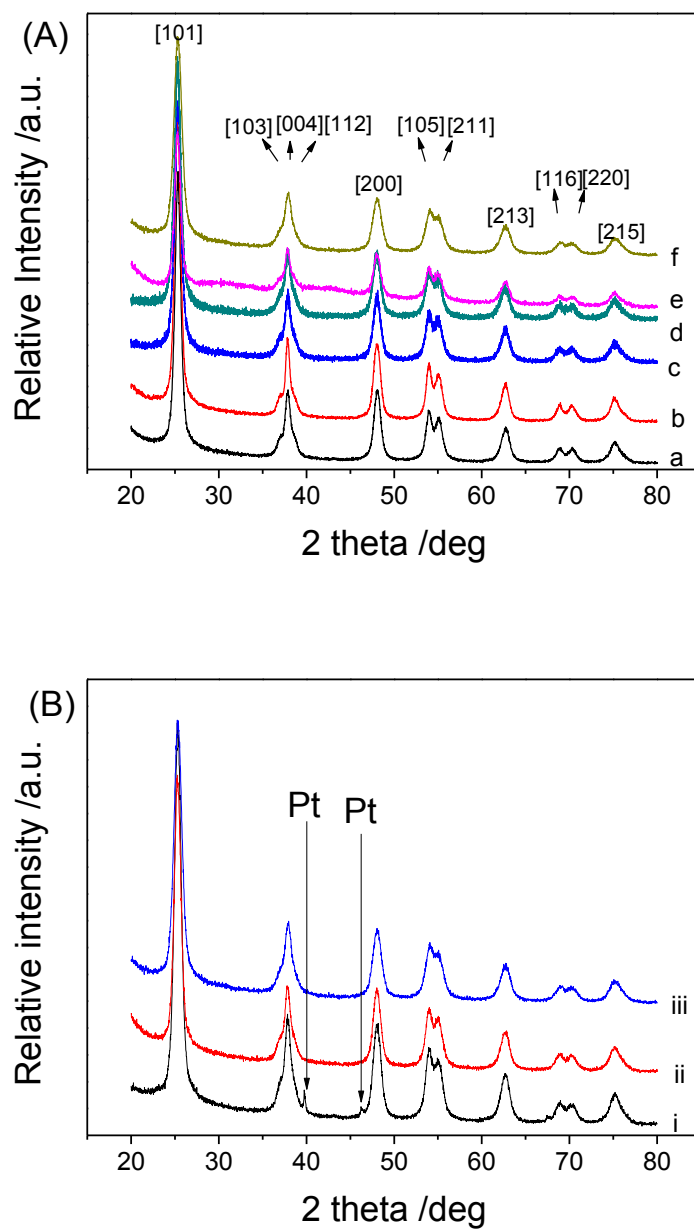 (A)
[101]
[103] [004] [112]
[105] [211]
[200]
[116] [220]
[213]
[215]
f
e
d
c
b
a
Relative Intensity /a.u.
20 30 40 50 60 70 80
2 theta /deg
(B)
Pt Pt
iii
ii
i
Relative intensity /a.u.
20 30 40 50 60 70 80
2 theta /deg